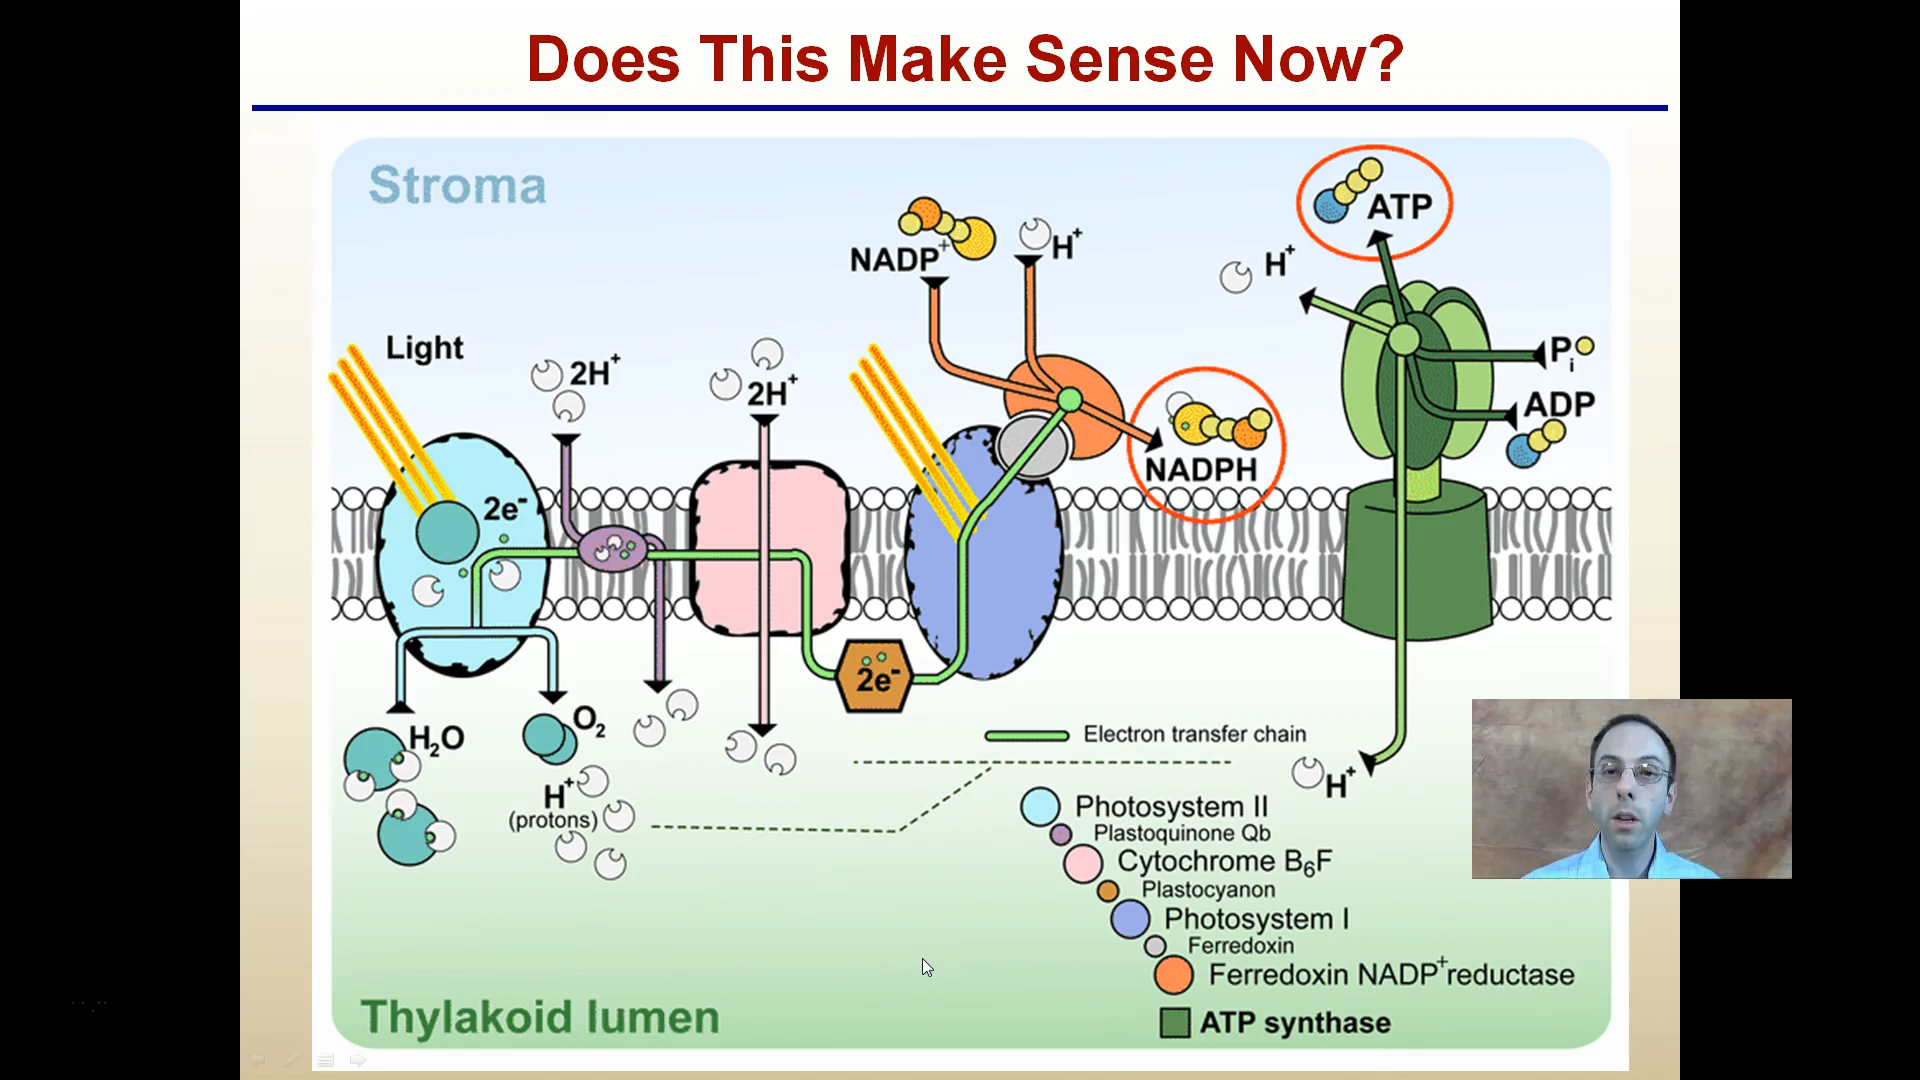 Does This Make Sense Now?
Stroma
ATP
NADP+
H+
H+
Light
2H+
2H+
Pi
ADP
NADPH
2e-
2e-
H2O
O2
H+
(protons)
Electron transfer chain
H+
Photosystem II
Plastoquinone Qb
Cytochrome B6F
Plastocyanon
Photosystem I
Ferredoxin
Ferredoxin NADP+reductase
ATP synthase
Thylakoid lumen